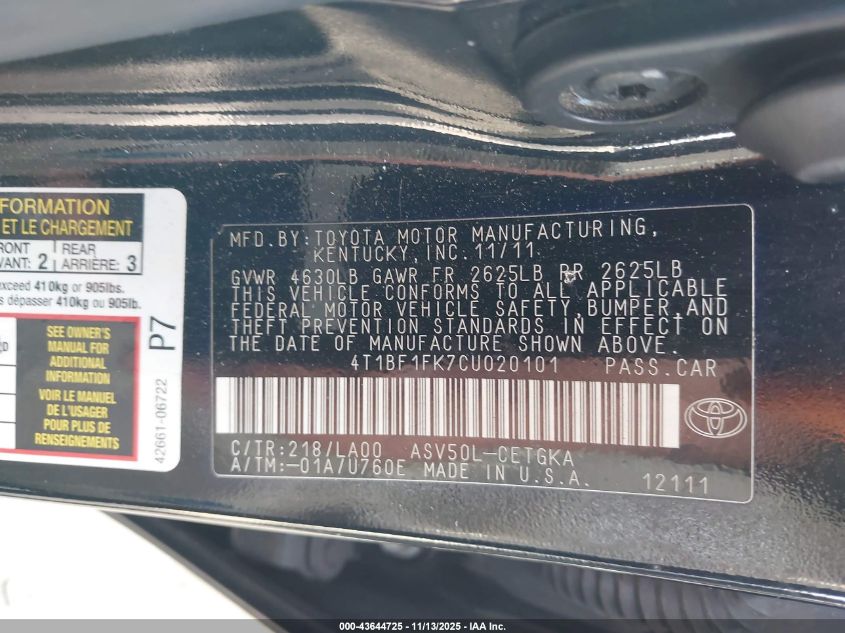 FORMATION
ET LE CHARGEMENT
FRONT
AVANT: 2
REAR
ARRIÈRE: 3
exceed 410kg or 905lbs.
dépasser 410kg ou 905lb.
SEE OWNER'S
MANUAL FOR
ADDITIONAL
INFORMATION
VOIR LE MANUEL
DE L'USAGER
POUR PLUS DE
RENSEIGNEMENTS
P7
42661-06722
MFD.BY:TOYOTA MOTOR MANUFACTURING,
KENTUCKY, INC.11/11
GVWR 4630LB GAWR FR 2625LB RR 2625LB
THIS VEHICLE CONFORMS TO ALL APPLICABLE
FEDERAL MOTOR VEHICLE SAFETY,BUMPER,AND
THEFT PREVENTION STANDARDS IN EFFECT ON
THE DATE OF MANUFACTURE SHOWN ABOVE.
4T1BF1FK7CU020101 PASS.CAR
C/TR:218/LA00 ASV50L-CETGKA
A/TM:-01A7U760E MADE IN U.S.A.
12111
000-43644725 - 11/13/2025 - IAA Inc.